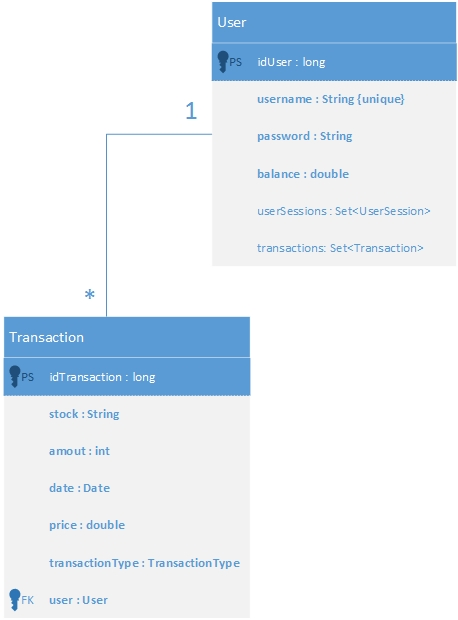 User
PS idUser : long
username : String {unique}
password : String
balance : double
userSessions : Set<UserSession>
transactions: Set<Transaction>
1
*
Transaction
PS idTransaction : long
stock : String
amout : int
date : Date
price : double
transactionType : TransactionType
FK user : User